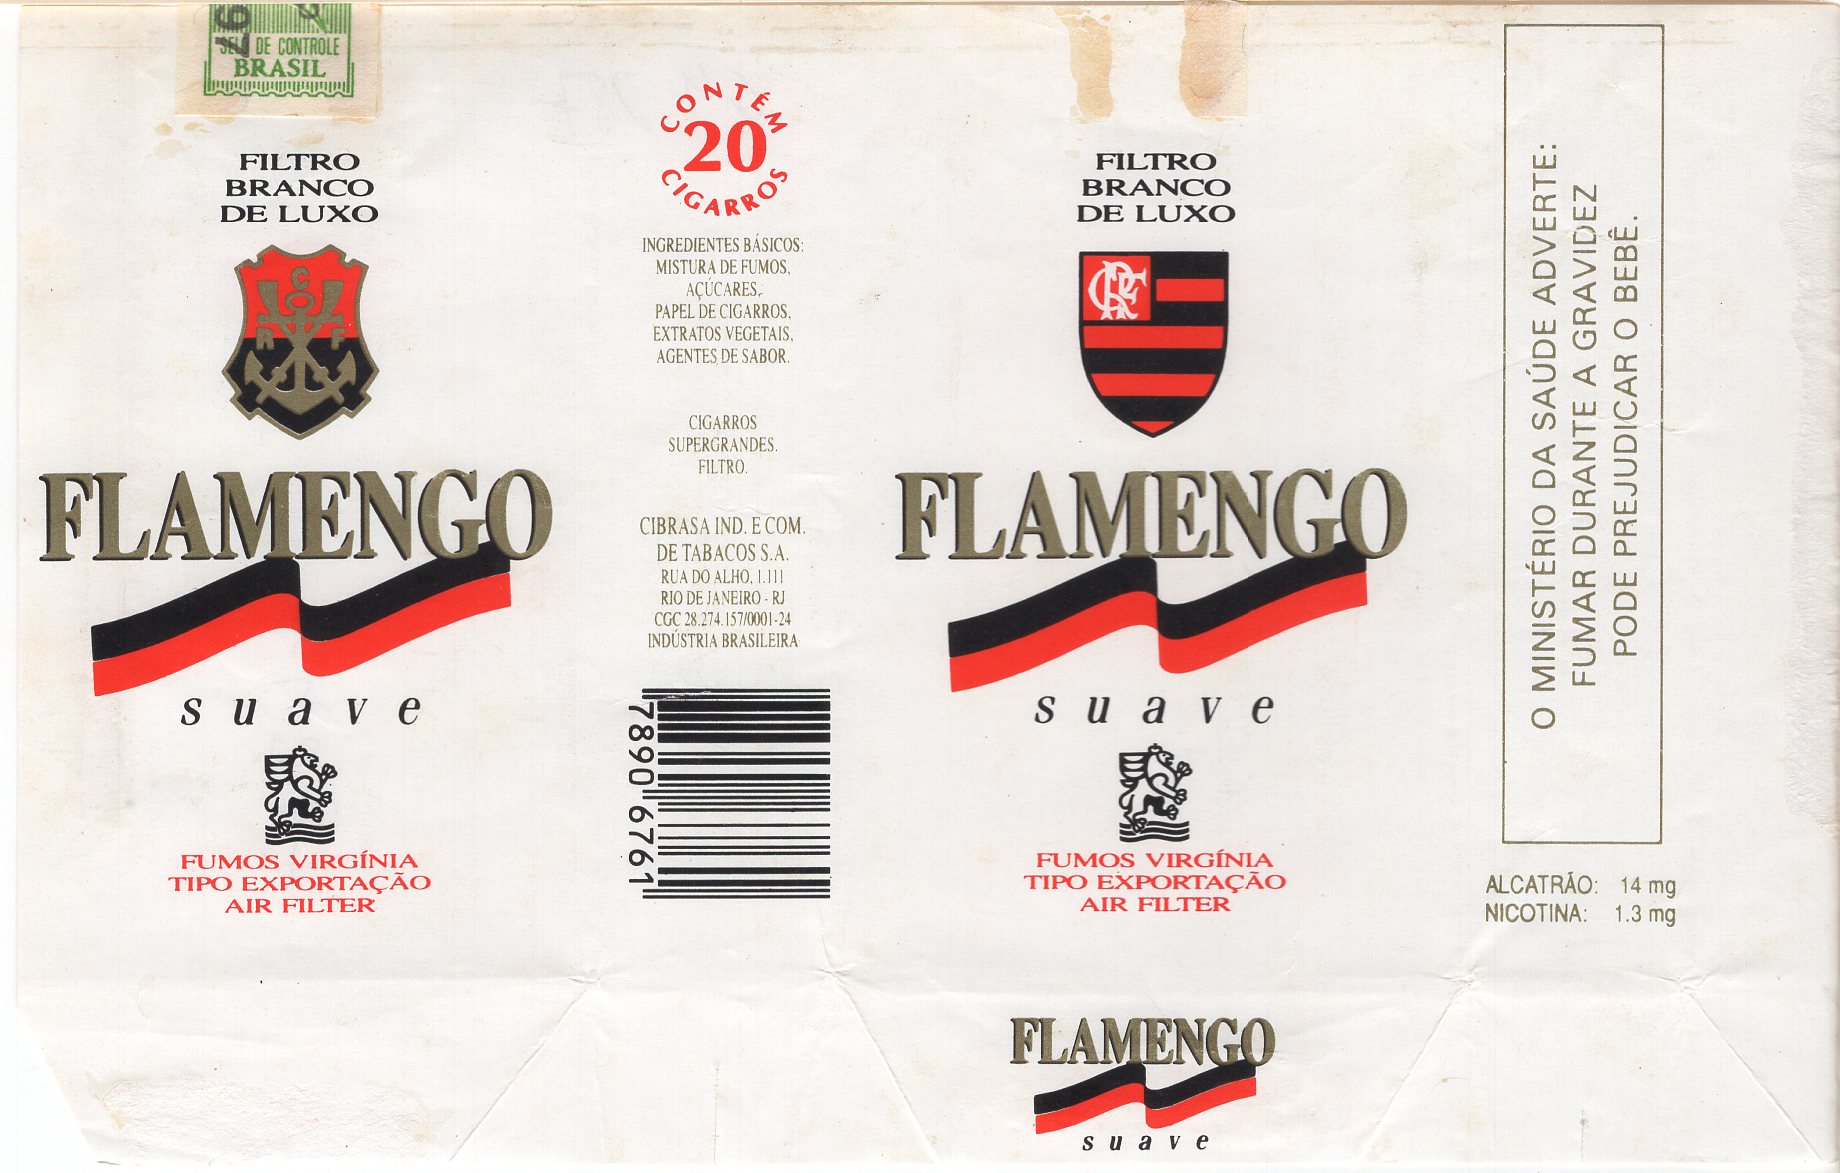 SELO DE CONTROLE
BRASIL
FILTRO
BRANCO
DE LUXO
C
R F
FLAMENGO
suave
FUMOS VIRGÍNIA
TIPO EXPORTAÇÃO
AIR FILTER
CONTÉM
20
CIGARROS
INGREDIENTES BÁSICOS:
MISTURA DE FUMOS,
AÇÚCARES,
PAPEL DE CIGARROS,
EXTRATOS VEGETAIS,
AGENTES DE SABOR.
CIGARROS
SUPERGRANDES.
FILTRO.
CIBRASA IND. E COM.
DE TABACOS S.A.
RUA DO ALHO, 1.111
RIO DE JANEIRO - RJ
CGC 28.274.157/0001-24
INDÚSTRIA BRASILEIRA
7890 6761
FILTRO
BRANCO
DE LUXO
CRF
FLAMENGO
suave
FUMOS VIRGÍNIA
TIPO EXPORTAÇÃO
AIR FILTER
FLAMENGO
suave
O MINISTÉRIO DA SAÚDE ADVERTE:
FUMAR DURANTE A GRAVIDEZ
PODE PREJUDICAR O BEBÊ.
ALCATRÃO: 14 mg
NICOTINA: 1.3 mg